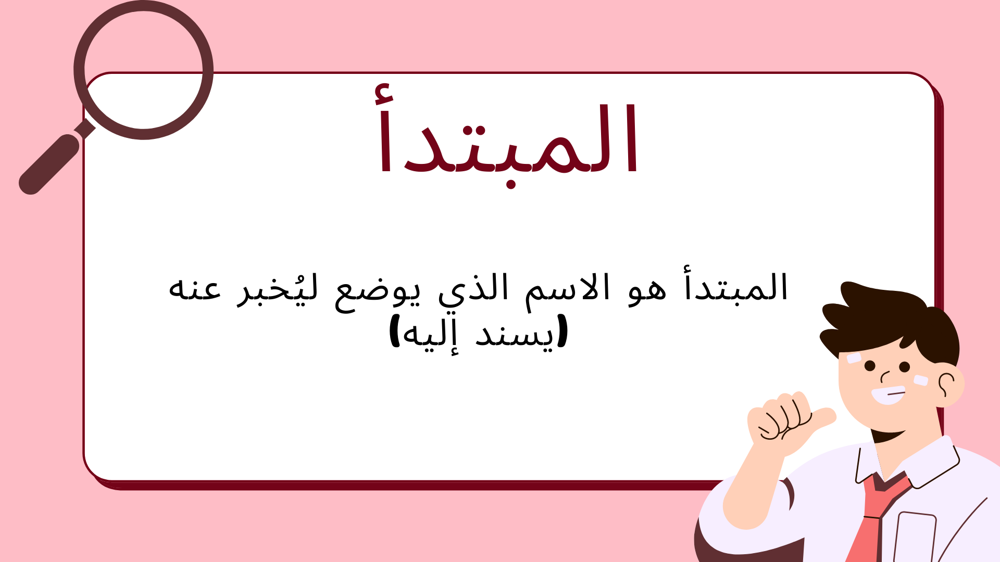 المبتدأ
المبتدأ هو الاسم الذي يوضع ليُخبر عنه
(يسند إليه)